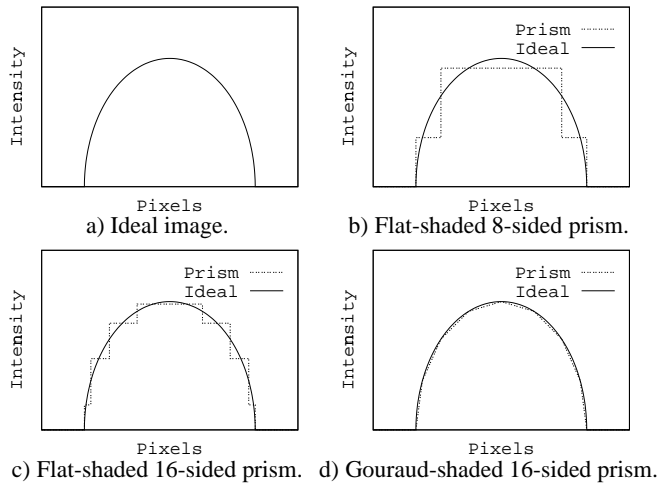 Intensity
Pixels
a) Ideal image.
Prism
Ideal
Intensity
Pixels
b) Flat-shaded 8-sided prism.
Prism
Ideal
Intensity
Pixels
c) Flat-shaded 16-sided prism.
Prism
Ideal
Intensity
Pixels
d) Gouraud-shaded 16-sided prism.